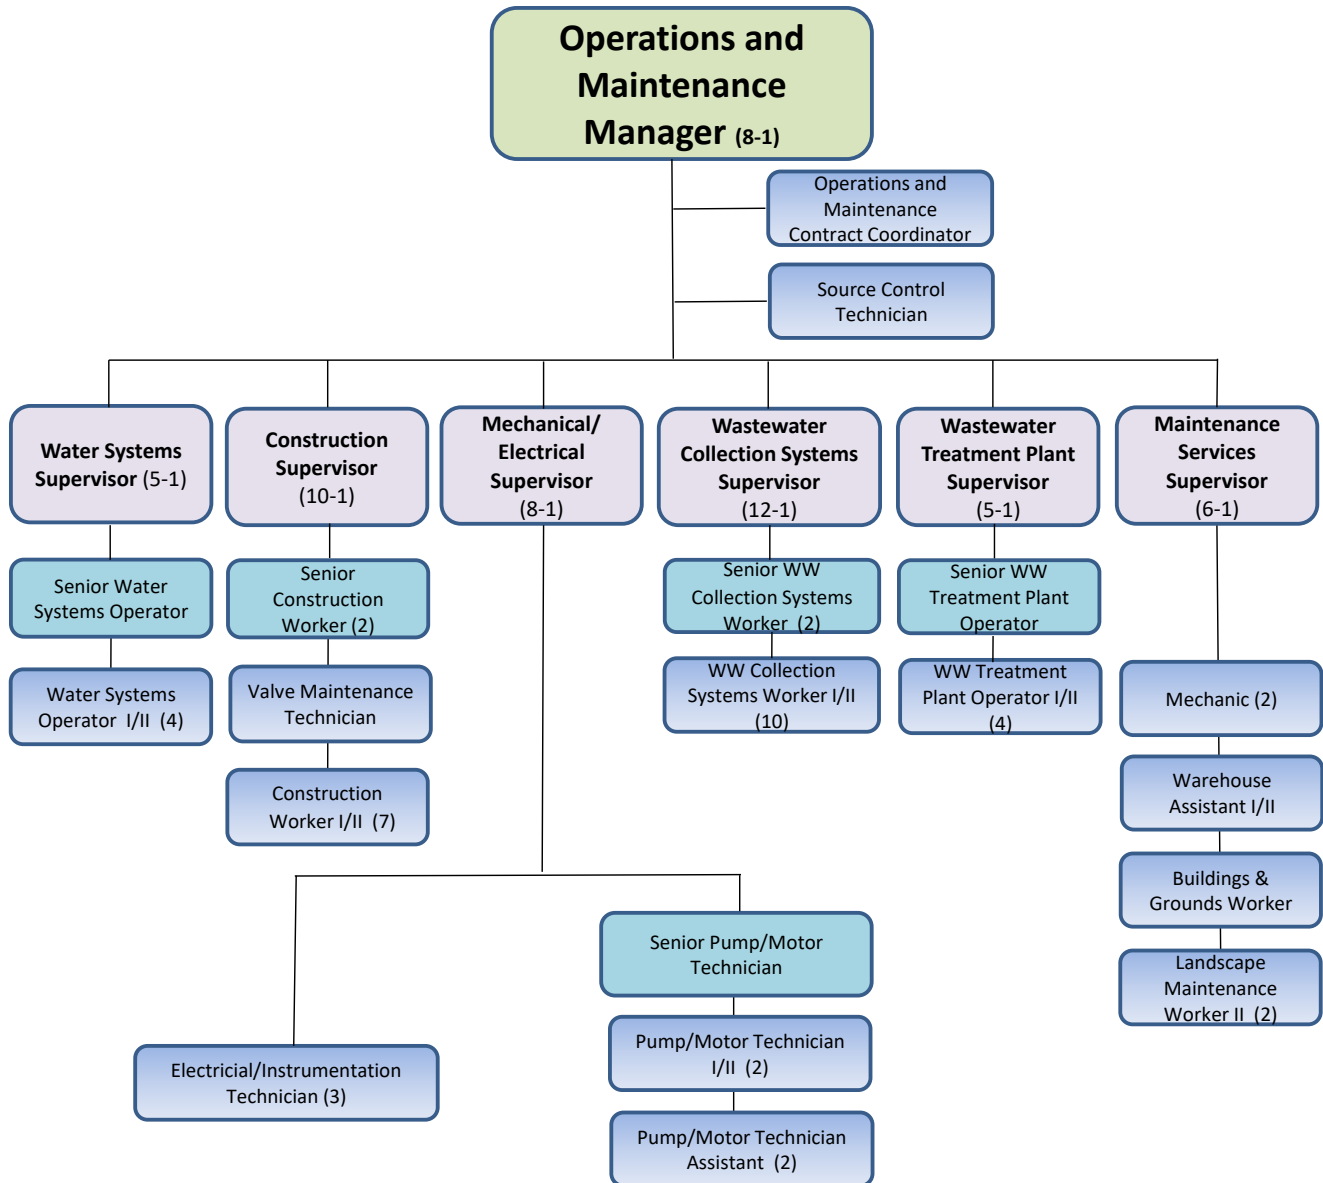 Operations and
Maintenance
Manager (8-1)
Operations and
Maintenance
Contract Coordinator
Source Control
Technician
Water Systems
Supervisor (5-1)
Construction
Supervisor
(10-1)
Mechanical/
Electrical
Supervisor
(8-1)
Wastewater
Collection Systems
Supervisor
(12-1)
Wastewater
Treatment Plant
Supervisor
(5-1)
Maintenance
Services
Supervisor
(6-1)
Senior Water
Systems Operator
Senior
Construction
Worker (2)
Senior WW
Collection Systems
Worker (2)
Senior WW
Treatment Plant
Operator
Water Systems
Operator I/II (4)
Valve Maintenance
Technician
WW Collection
Systems Worker I/II
(10)
WW Treatment
Plant Operator I/II
(4)
Mechanic (2)
Construction
Worker I/II (7)
Warehouse
Assistant I/II
Buildings &
Grounds Worker
Senior Pump/Motor
Technician
Landscape
Maintenance
Worker II (2)
Electricial/Instrumentation
Technician (3)
Pump/Motor Technician
I/II (2)
Pump/Motor Technician
Assistant (2)